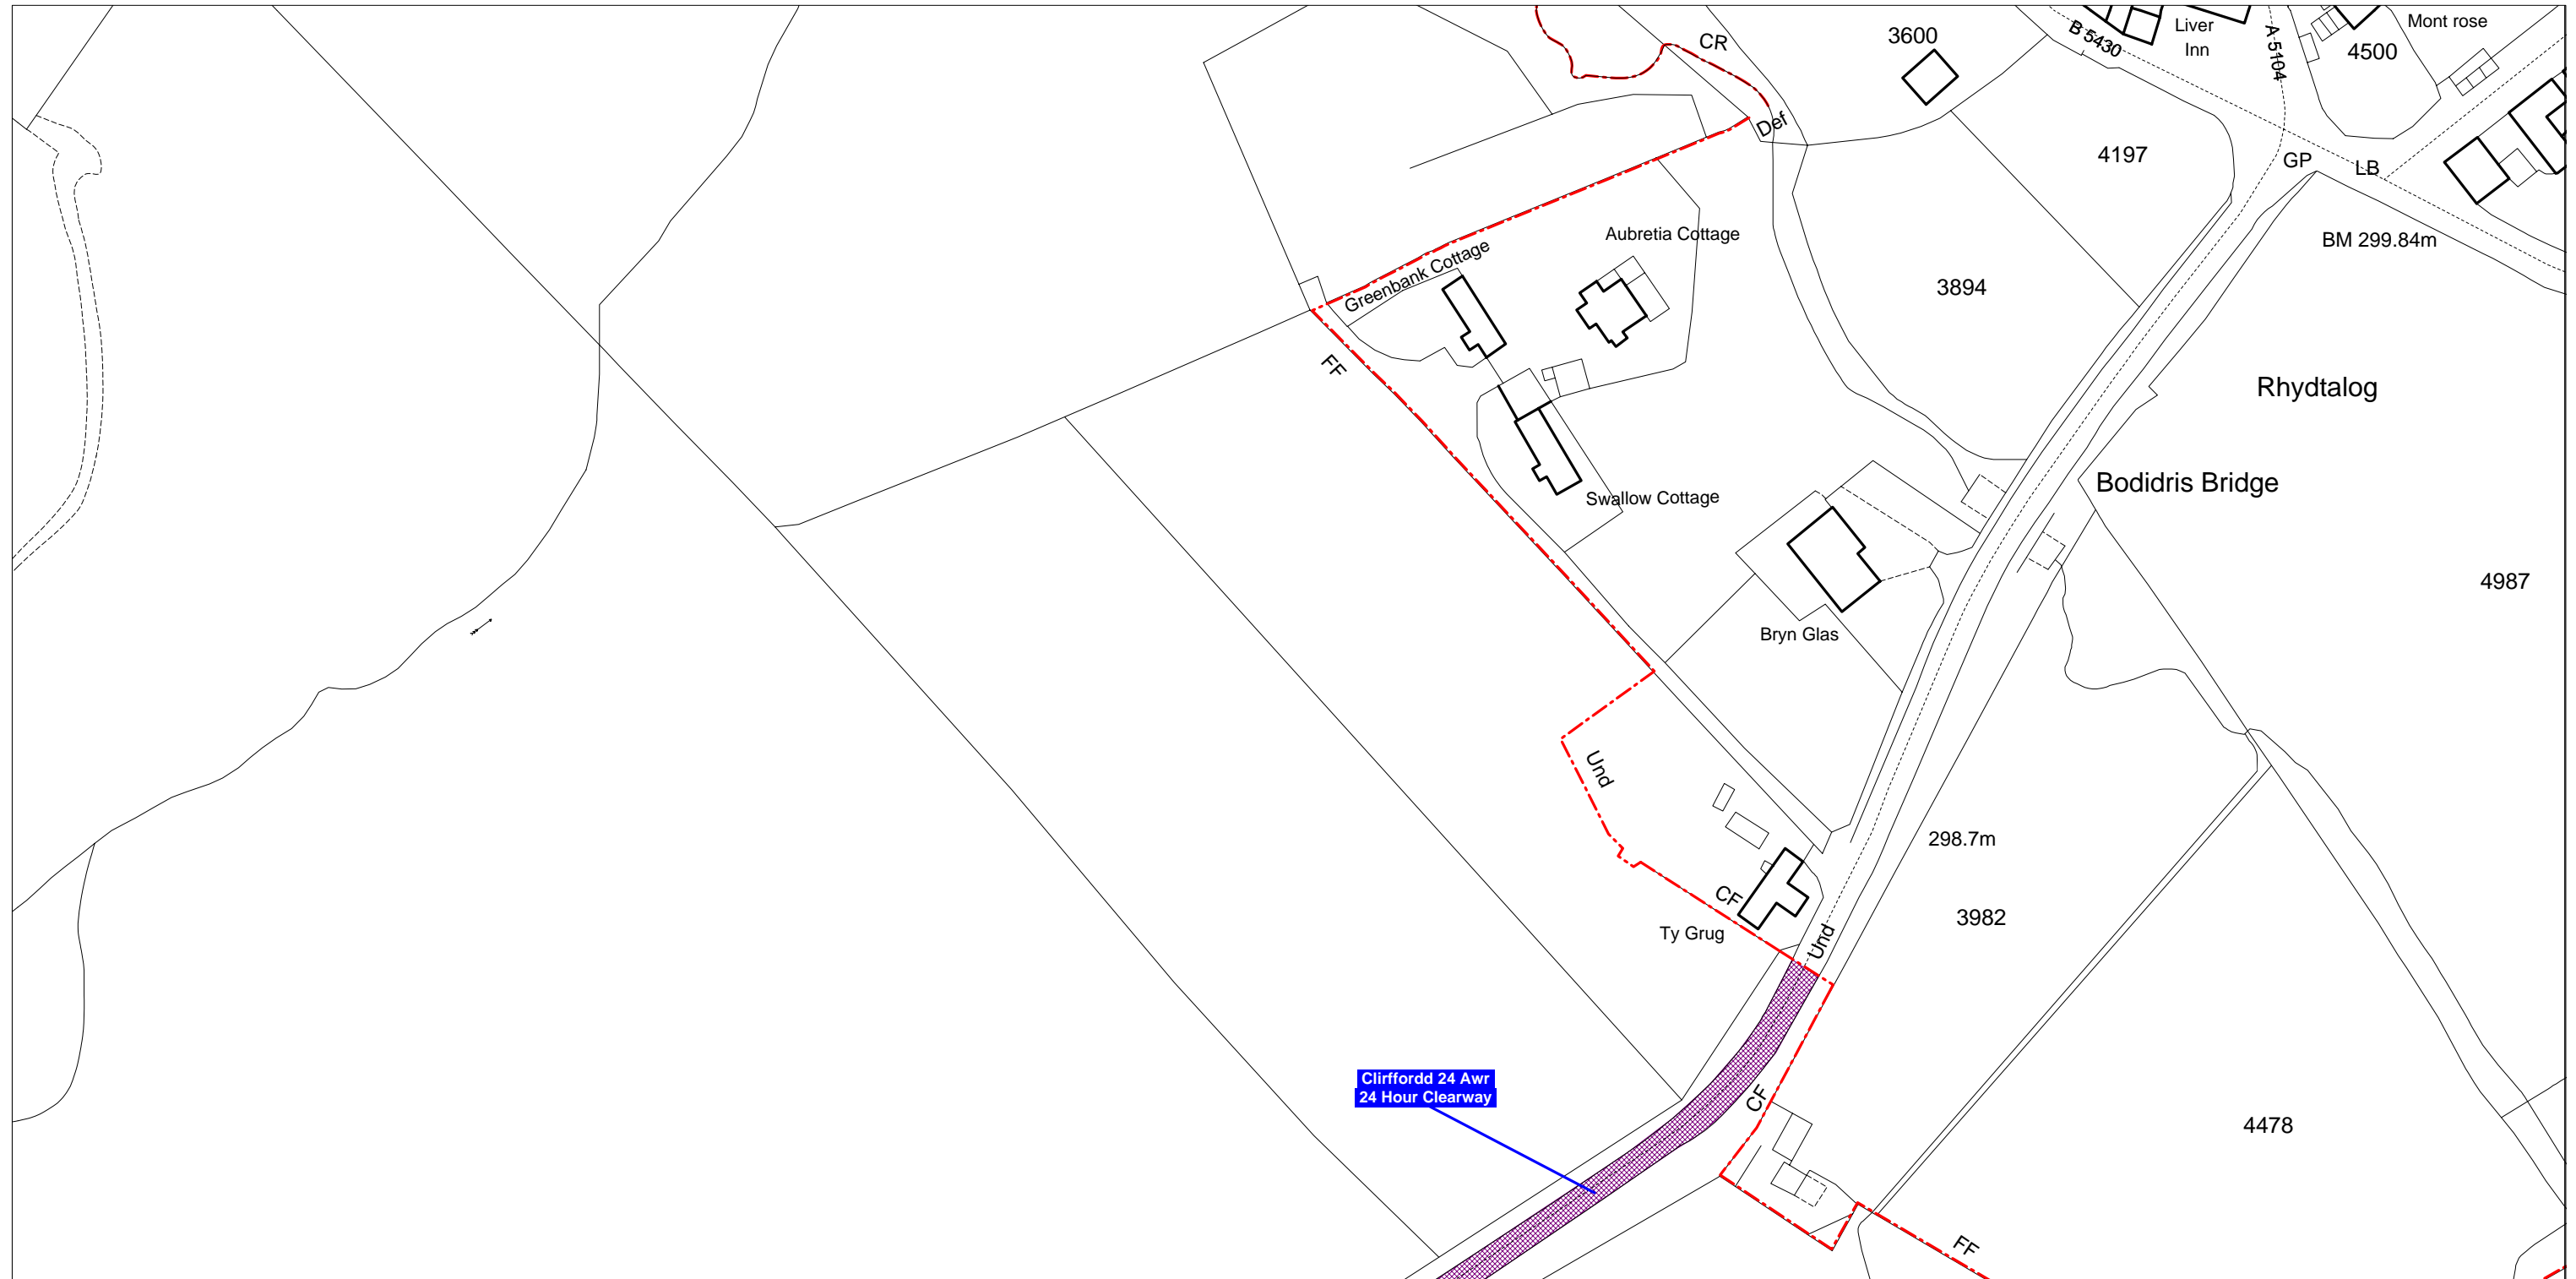 CR
3600
B 5430
Liver
Inn
A 5104
Mont rose
4500
Def
4197
GP
LB
BM 299.84m
Aubretia Cottage
Greenbank Cottage
3894
FF
Rhydtalog
Bodidris Bridge
Swallow Cottage
4987
Bryn Glas
Und
298.7m
CF
3982
Ty Grug
Und
Clirffordd 24 Awr
24 Hour Clearway
CF
4478
FF